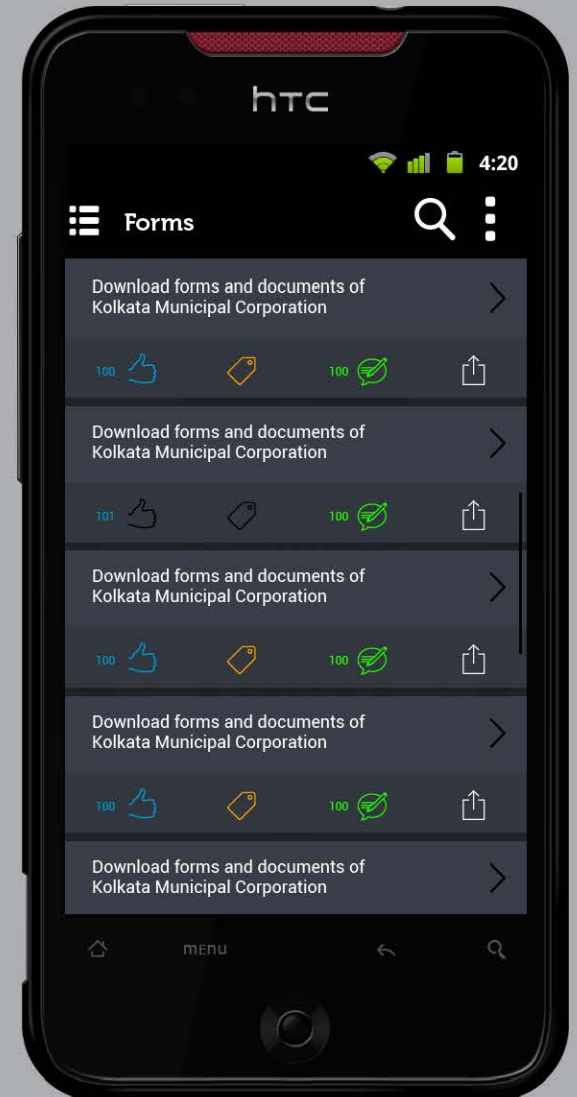 hTC
4:20
Forms
Download forms and documents of
Kolkata Municipal Corporation
100 100
Download forms and documents of
Kolkata Municipal Corporation
101 100
Download forms and documents of
Kolkata Municipal Corporation
100 100
Download forms and documents of
Kolkata Municipal Corporation
100 100
Download forms and documents of
Kolkata Municipal Corporation
menu